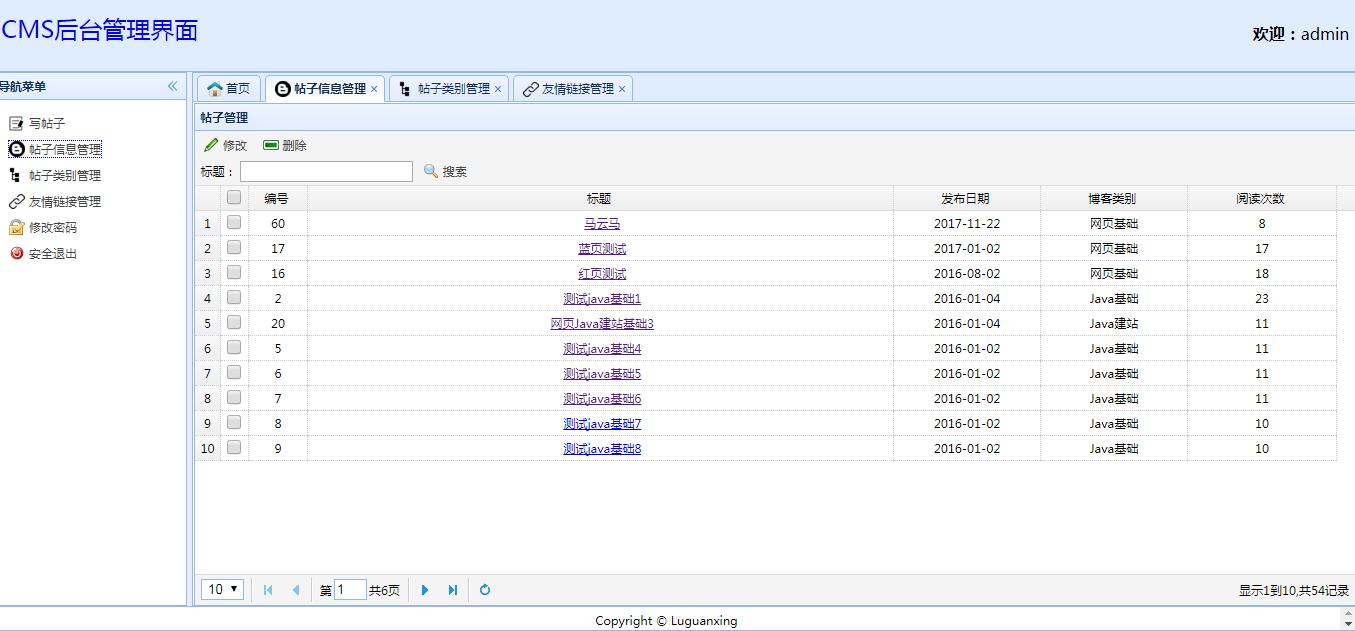 CMS后台管理界面
欢迎：admin
导航菜单
写帖子
帖子信息管理
帖子类别管理
友情链接管理
修改密码
安全退出
首页 帖子信息管理 帖子类别管理 友情链接管理
帖子管理
修改 删除
标题： 搜索
编号 标题 发布日期 博客类别 阅读次数
1 60 马云马 2017-11-22 网页基础 8
2 17 蓝页测试 2017-01-02 网页基础 17
3 16 红页测试 2016-08-02 网页基础 18
4 2 测试java基础1 2016-01-04 Java基础 23
5 20 网页Java建站基础3 2016-01-04 Java建站 11
6 5 测试java基础4 2016-01-02 Java基础 11
7 6 测试java基础5 2016-01-02 Java基础 11
8 7 测试java基础6 2016-01-02 Java基础 11
9 8 测试java基础7 2016-01-02 Java基础 10
10 9 测试java基础8 2016-01-02 Java基础 10
10 第 1 共6页 显示1到10,共54记录
Copyright © Luguanxing